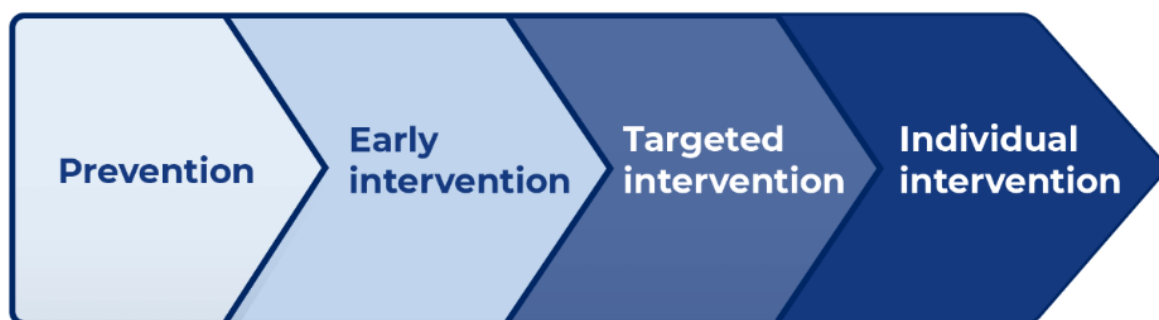 Prevention
Early
intervention
Targeted
intervention
Individual
intervention